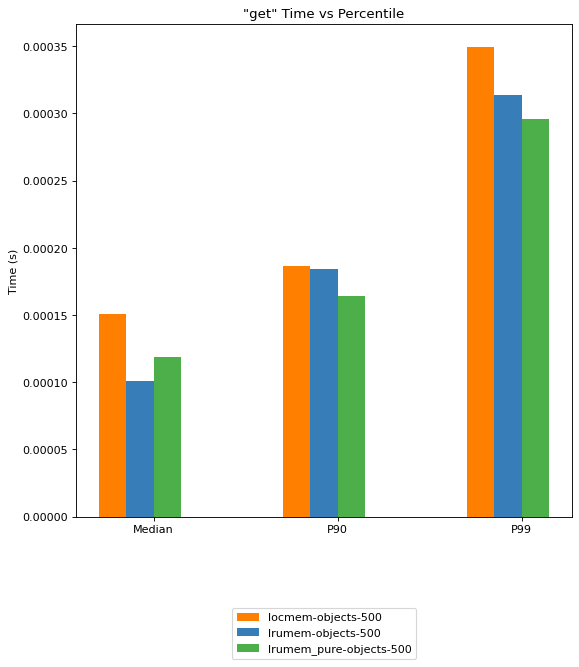 "get" Time vs Percentile
0.00035
0.00030
0.00025
0.00020
0.00015
0.00010
0.00005
0.00000
Time (s)
Median P90 P99
locmem-objects-500
lrumem-objects-500
lrumem_pure-objects-500